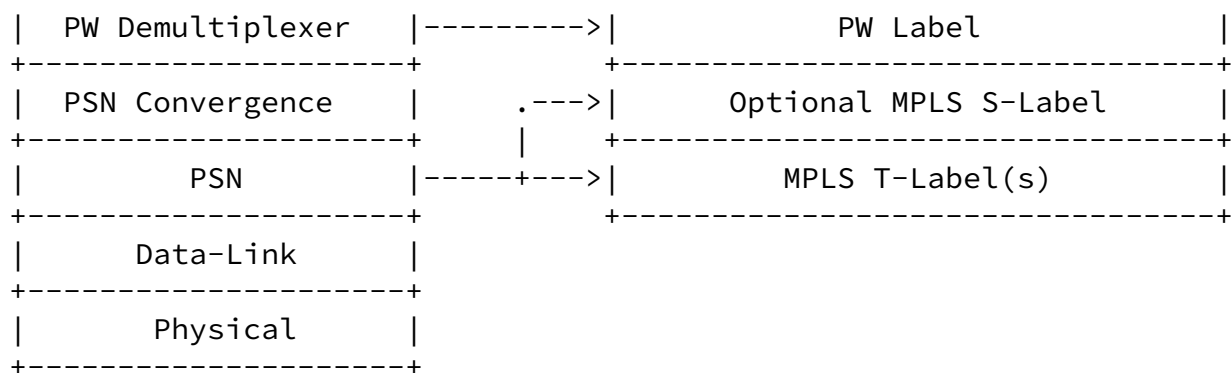 |  PW Demultiplexer   |--------->|            PW Label             |
+---------------------+          +---------------------------------+
|  PSN Convergence    |     .--->|      Optional MPLS S-Label      |
+---------------------+     |    +---------------------------------+
|         PSN         |-----+--->|         MPLS T-Label(s)         |
+---------------------+          +---------------------------------+
|      Data-Link      |
+---------------------+
|       Physical      |
+---------------------+